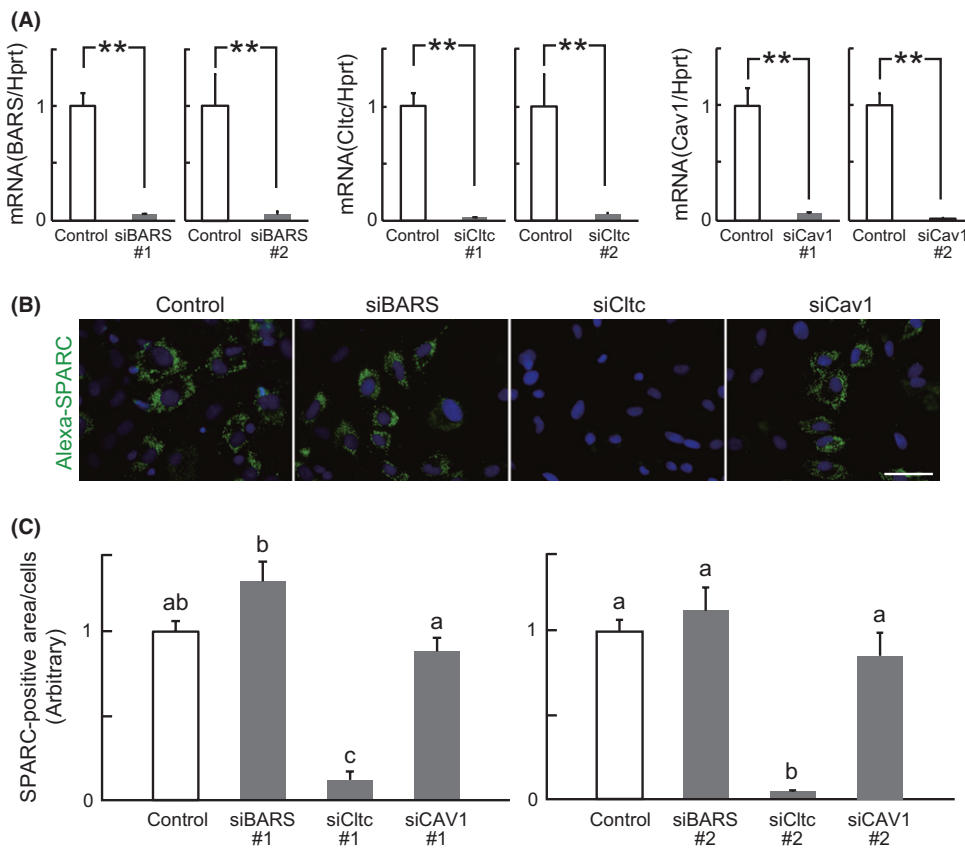 (A)
mRNA(BARS/Hprt)
1
0
**
**
Control
siBARS
#1
Control
siBARS
#2
mRNA(Cltc/Hprt)
1
0
**
**
Control
siCltc
#1
Control
siCltc
#2
mRNA(Cav1/Hprt)
1
0
**
**
Control
siCav1
#1
Control
siCav1
#2
(B)
Control
siBARS
siCltc
siCav1
Alexa-SPARC
(C)
SPARC-positive area/cells
(Arbitrary)
1
0
ab
b
c
a
Control
siBARS
#1
siCltc
#1
siCAV1
#1
1
0
a
a
b
a
Control
siBARS
#2
siCltc
#2
siCAV1
#2